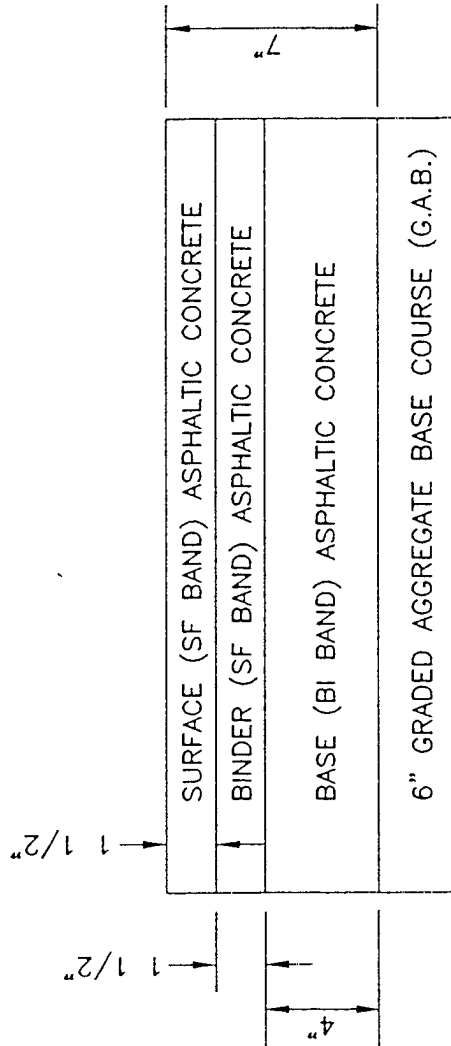 7"
SURFACE (SF BAND) ASPHALTIC CONCRETE
BINDER (SF BAND) ASPHALTIC CONCRETE
BASE (BI BAND) ASPHALTIC CONCRETE
6" GRADED AGGREGATE BASE COURSE (G.A.B.)
1 1/2"
1 1/2"
4"